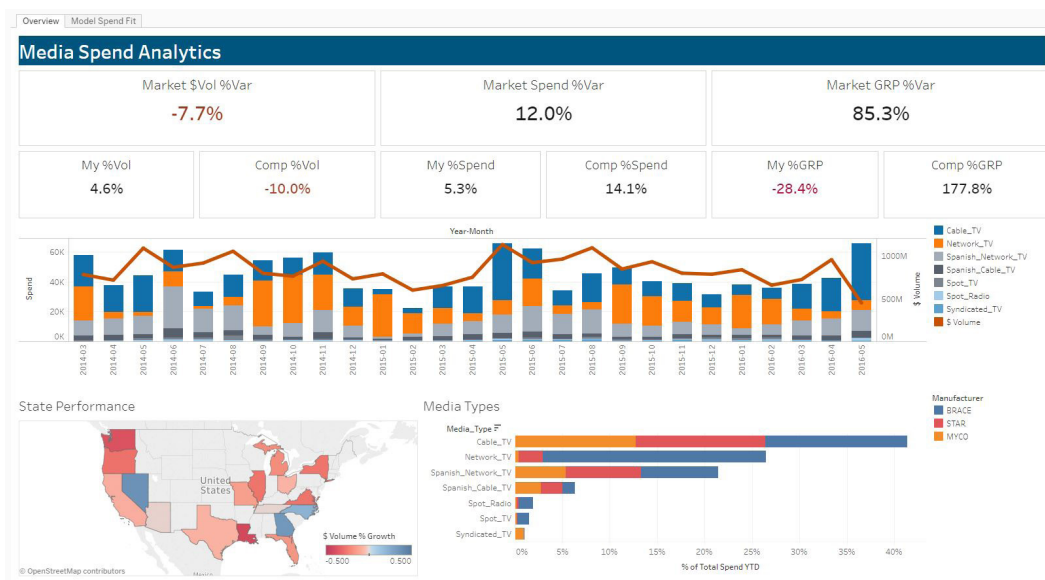 Overview
Model Spend Fit
Media Spend Analytics
Market $Vol %Var
-7.7%
Market Spend %Var
12.0%
Market GRP %Var
85.3%
My %Vol
4.6%
Comp %Vol
-10.0%
My %Spend
5.3%
Comp %Spend
14.1%
My %GRP
-28.4%
Comp %GRP
177.8%
Year-Month
Spend
60K
40K
20K
0K
1000M
500M
0M
$ Volume
2014-03
2014-04
2014-05
2014-06
2014-07
2014-08
2014-09
2014-10
2014-11
2014-12
2015-01
2015-02
2015-03
2015-04
2015-05
2015-06
2015-07
2015-08
2015-09
2015-10
2015-11
2015-12
2016-01
2016-02
2016-03
2016-04
2016-05
Cable_TV
Network_TV
Spanish_Network_TV
Spanish_Cable_TV
Spot_TV
Spot_Radio
Syndicated_TV
$ Volume
State Performance
United
States
$ Volume % Growth
-0.500
0.500
© OpenStreetMap contributors
Media Types
Media_Type
Cable_TV
Network_TV
Spanish_Network_TV
Spanish_Cable_TV
Spot_Radio
Spot_TV
Syndicated_TV
0%
5%
10%
15%
20%
25%
30%
35%
40%
% of Total Spend YTD
Manufacturer
BRACE
STAR
MYCO